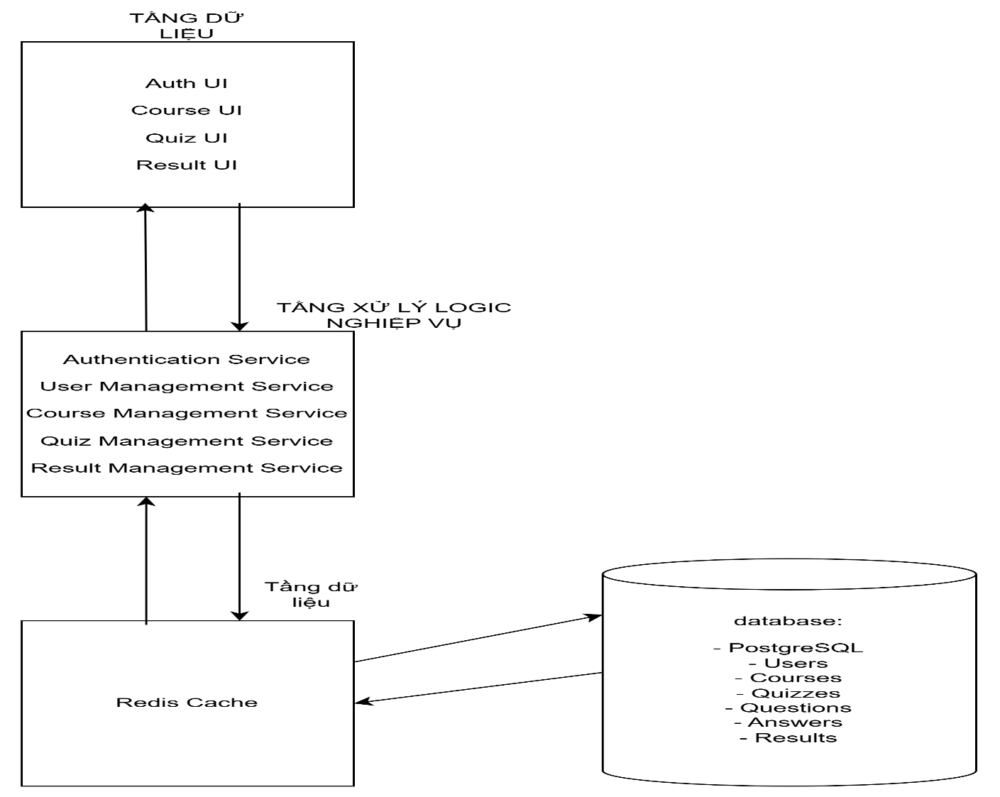 TẦNG DỮ
LIỆU
Auth UI
Course UI
Quiz UI
Result UI
TẦNG XỬ LÝ LOGIC
NGHIỆP VỤ
Authentication Service
User Management Service
Course Management Service
Quiz Management Service
Result Management Service
Tầng dữ
liệu
Redis Cache
database:
- PostgreSQL
- Users
- Courses
- Quizzes
- Questions
- Answers
- Results